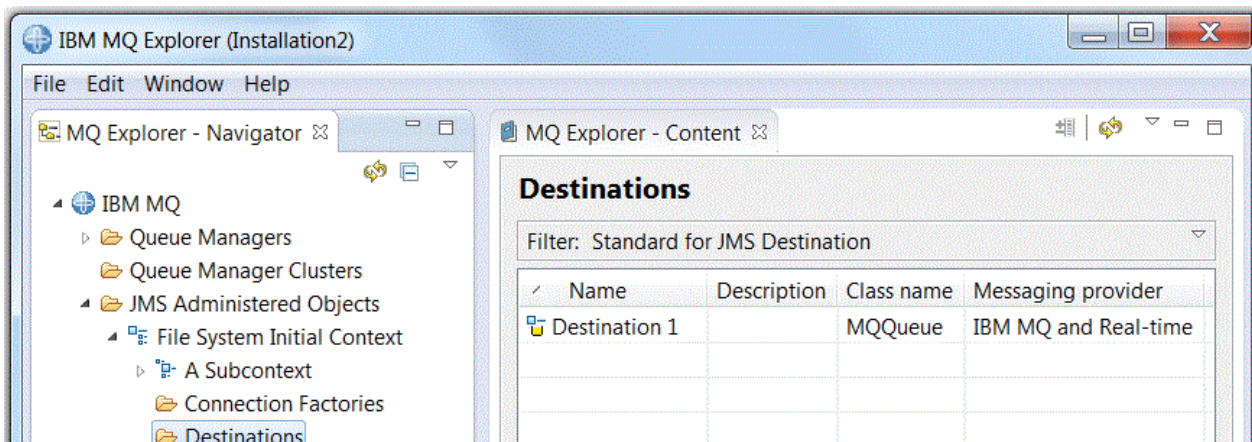 IBM MQ Explorer (Installation2)
File Edit Window Help
MQ Explorer - Navigator
IBM MQ
Queue Managers
Queue Manager Clusters
JMS Administered Objects
File System Initial Context
A Subcontext
Connection Factories
Destinations
MQ Explorer - Content
Destinations
Filter: Standard for JMS Destination
Name Description Class name Messaging provider
Destination 1 MQQueue IBM MQ and Real-time